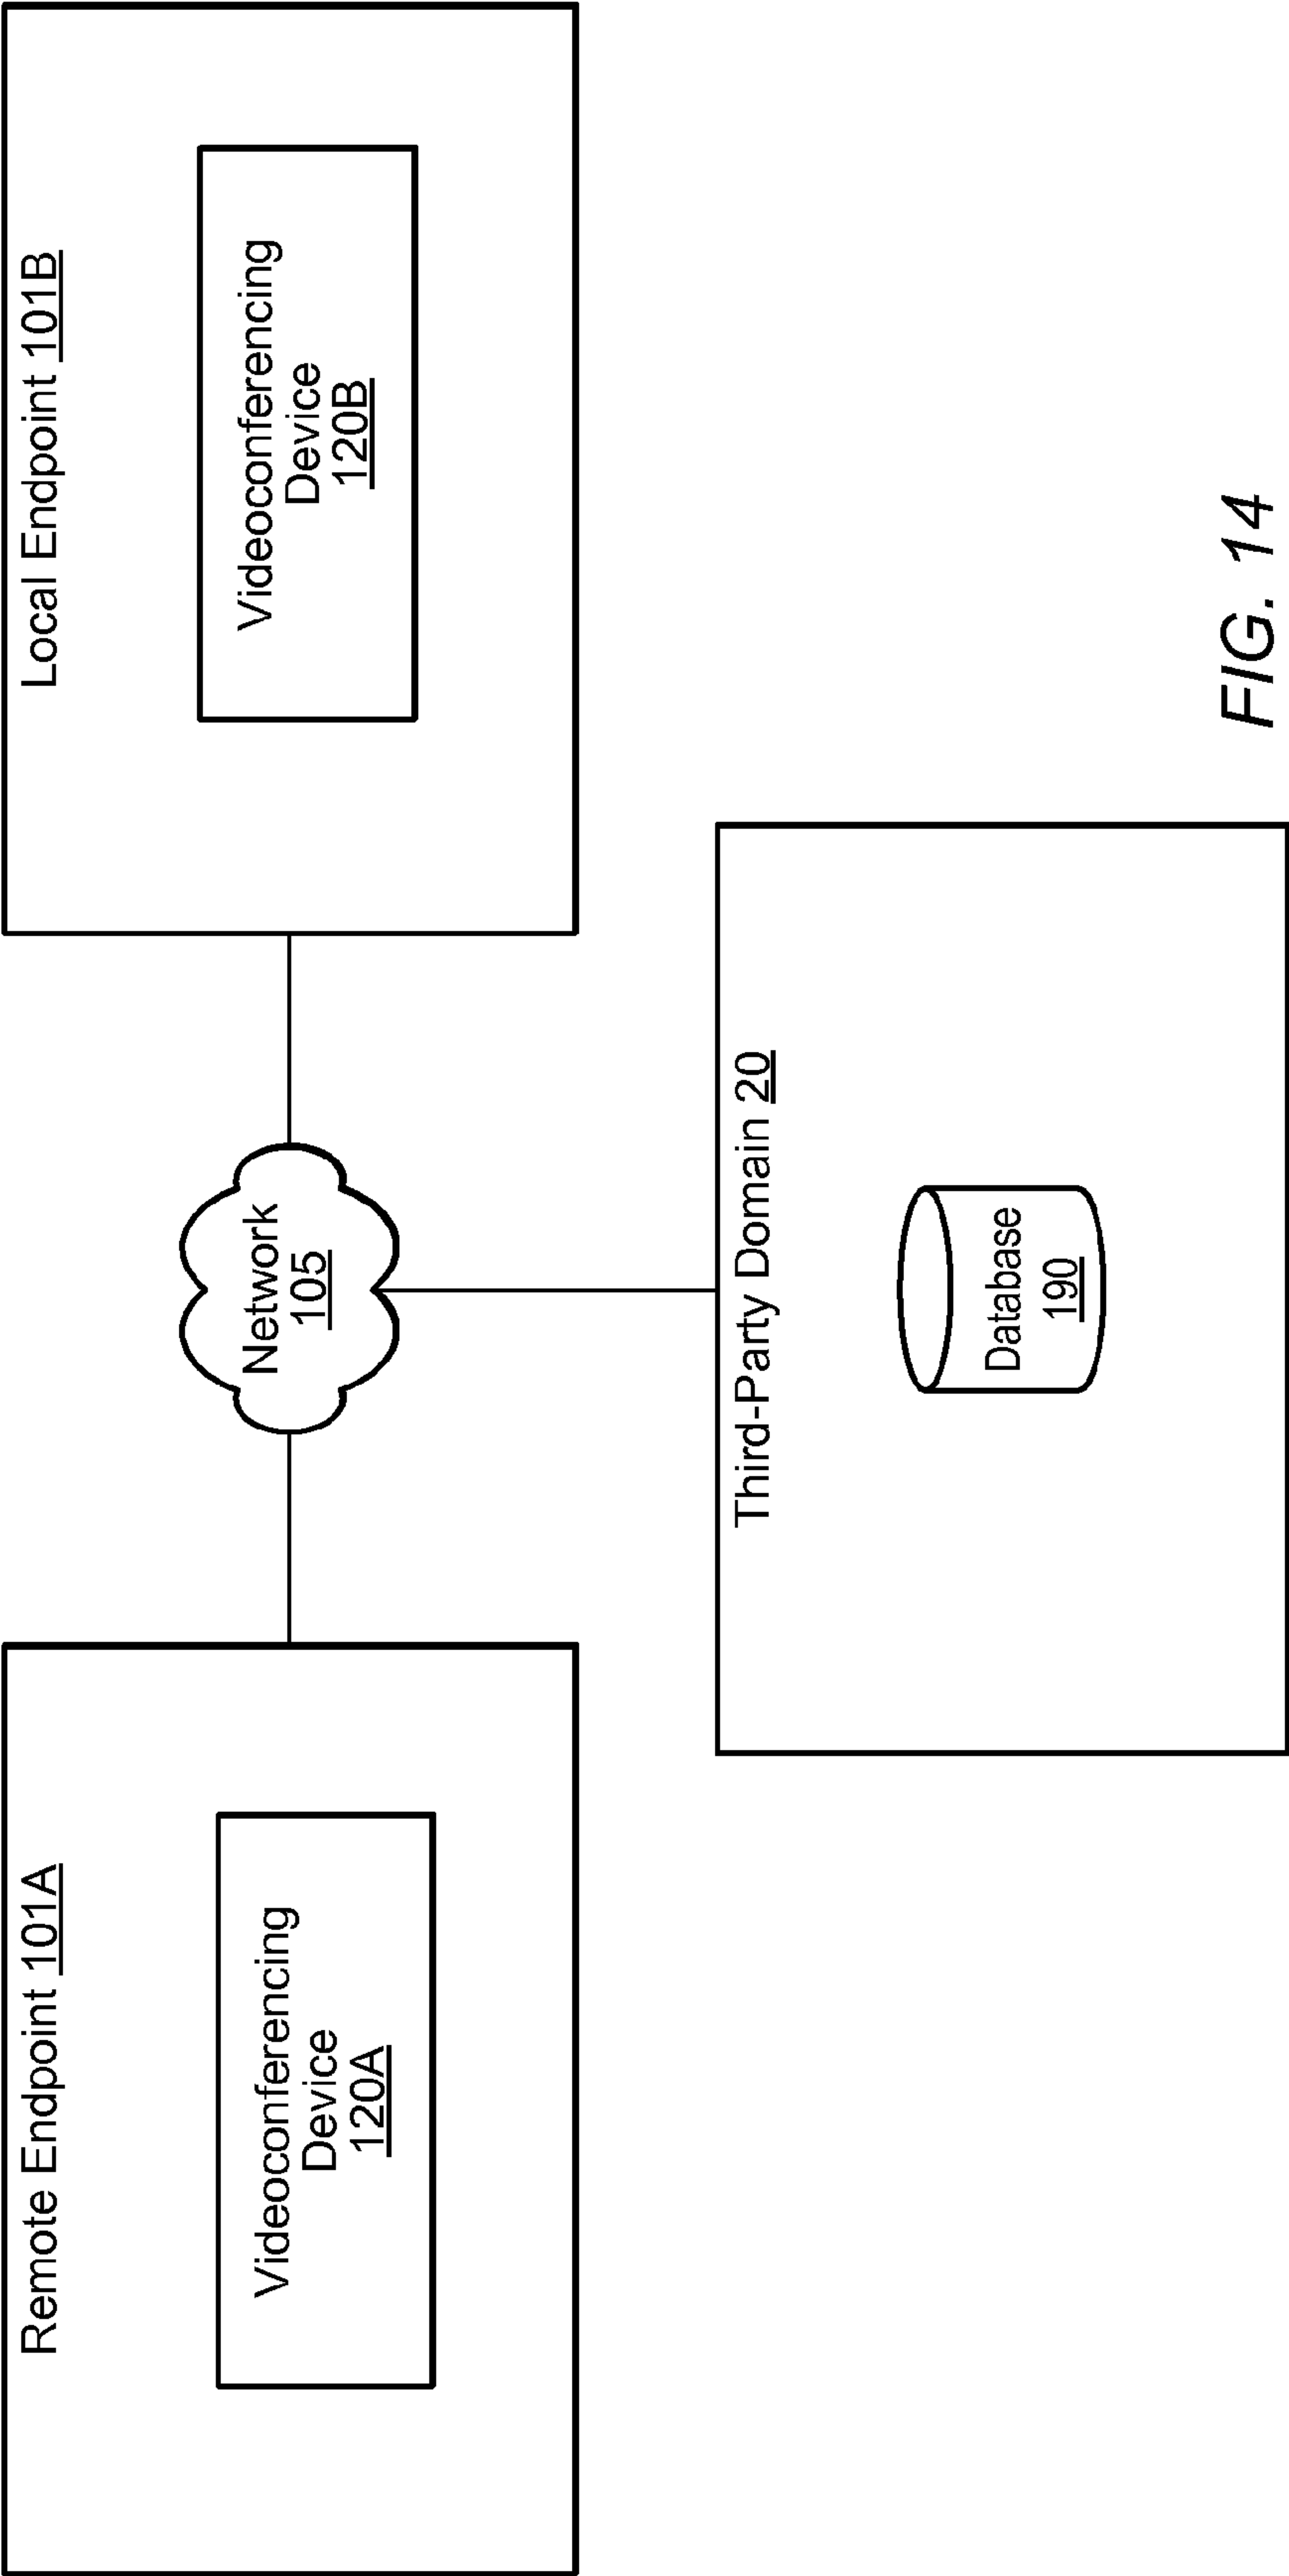 Remote Endpoint 101A
Videoconferencing
Device
120A
Network
105
Local Endpoint 101B
Videoconferencing
Device
120B
Third-Party Domain 20
Database
190
FIG. 14